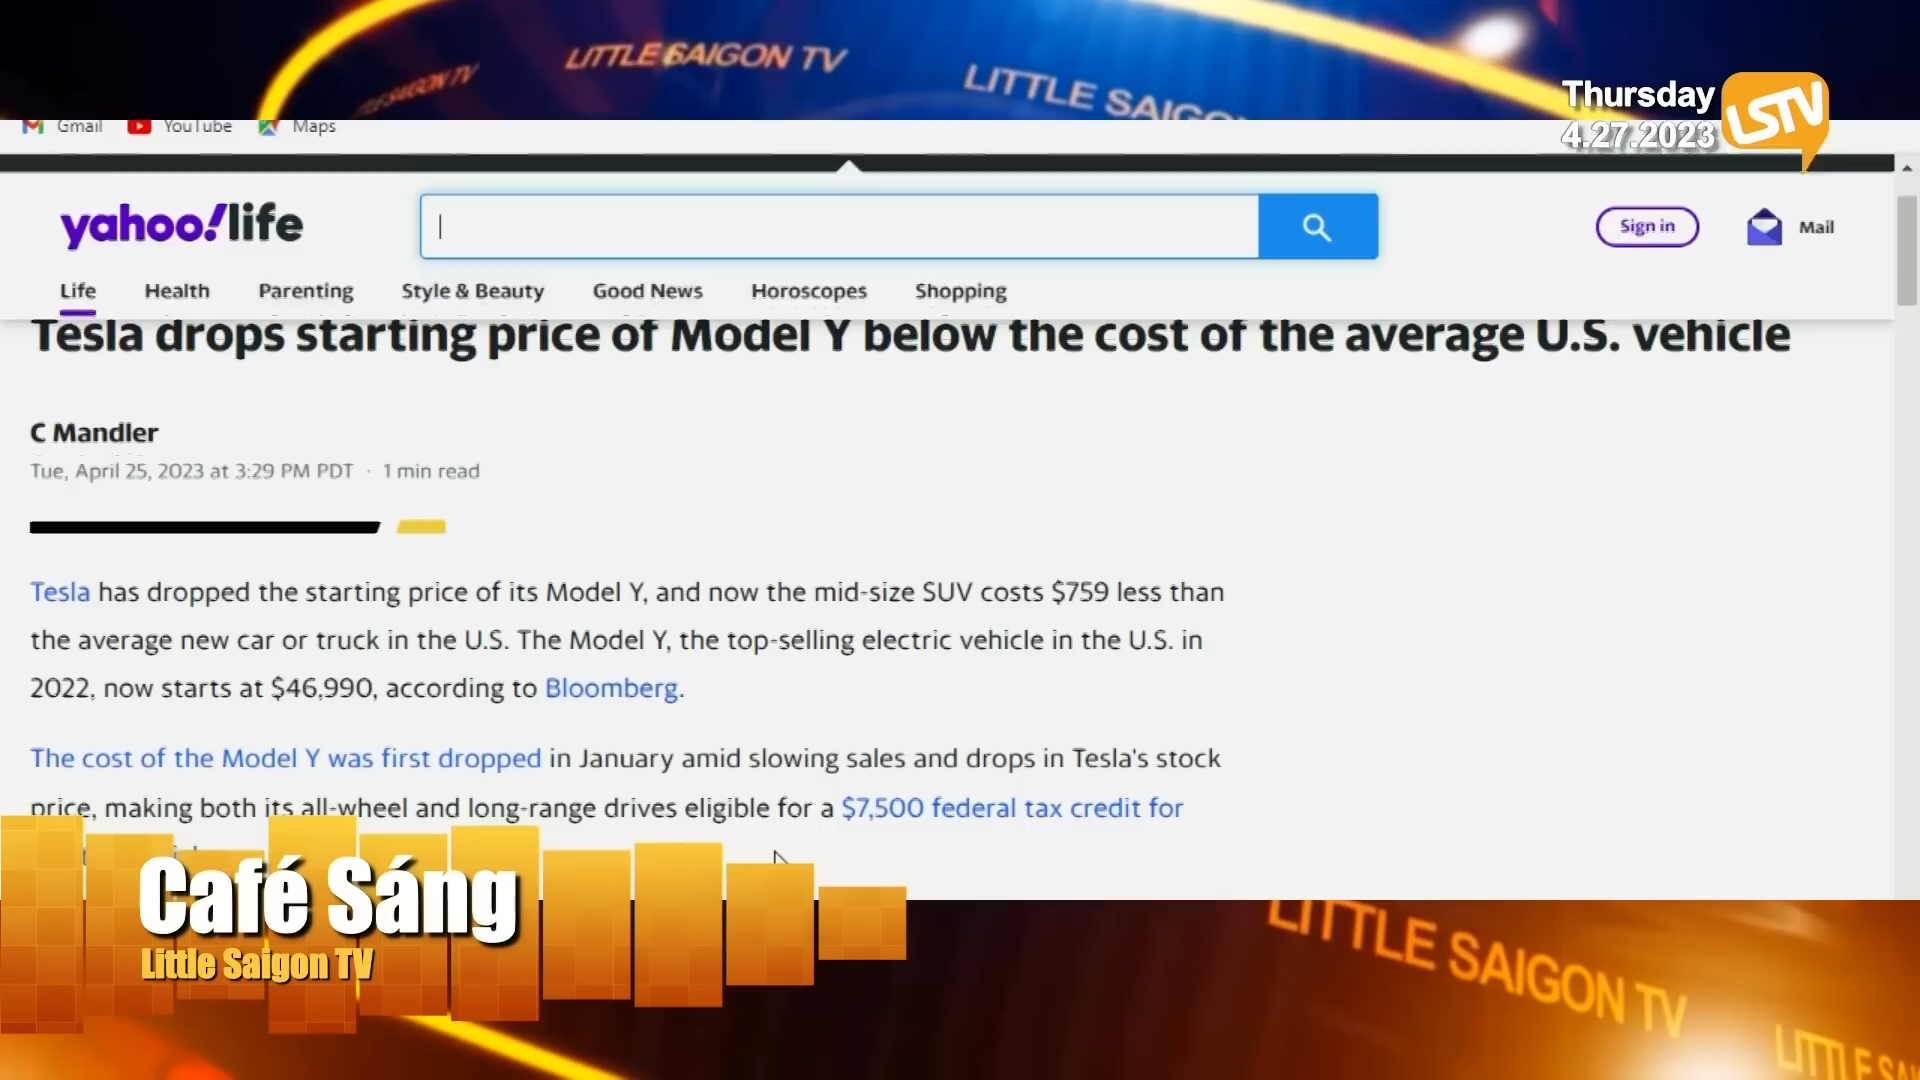 LITTLE SAIGON TV
LITTLE SAIGON TV
LITTLE
Thursday
4.27.2023
LSTV
Gmail YouTube Maps
yahoo!life
Sign in
Mail
Life Health Parenting Style & Beauty Good News Horoscopes Shopping
Tesla drops starting price of Model Y below the cost of the average U.S. vehicle
C Mandler
Tue, April 25, 2023 at 3:29 PM PDT · 1 min read
Tesla has dropped the starting price of its Model Y, and now the mid-size SUV costs $759 less than
the average new car or truck in the U.S. The Model Y, the top-selling electric vehicle in the U.S. in
2022, now starts at $46,990, according to Bloomberg.
The cost of the Model Y was first dropped in January amid slowing sales and drops in Tesla's stock
price, making both its all-wheel and long-range drives eligible for a $7,500 federal tax credit for
Café Sáng
Little Saigon TV
LITTLE SAIGON TV
LITTLE